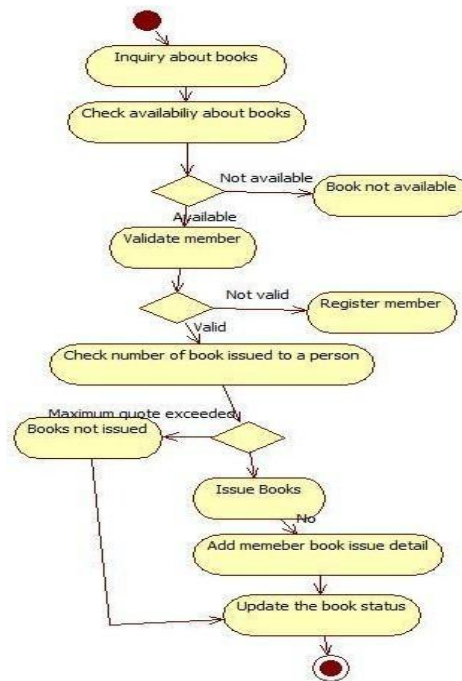 Inquiry about books
Check availabiliy about books
Not available
Book not available
Available
Validate member
Not valid
Register member
Valid
Check number of book issued to a person
Maximum quote exceeded
Books not issued
Issue Books
No
Add memeber book issue detail
Update the book status